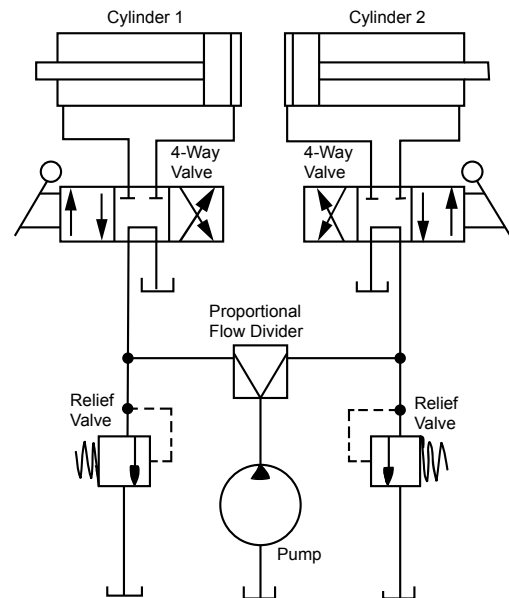 Cylinder 1
Cylinder 2
4-Way
Valve
4-Way
Valve
Proportional
Flow Divider
Relief
Valve
Relief
Valve
Pump